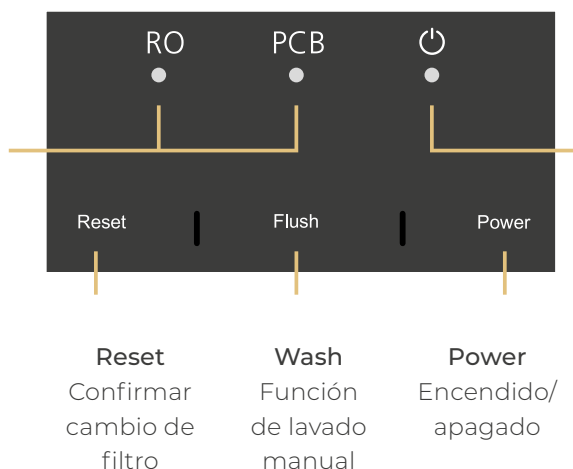 RO PCB
Reset Flush Power
Reset Wash Power
Confirmar Función Encendido/
cambio de de lavado apagado
filtro manual